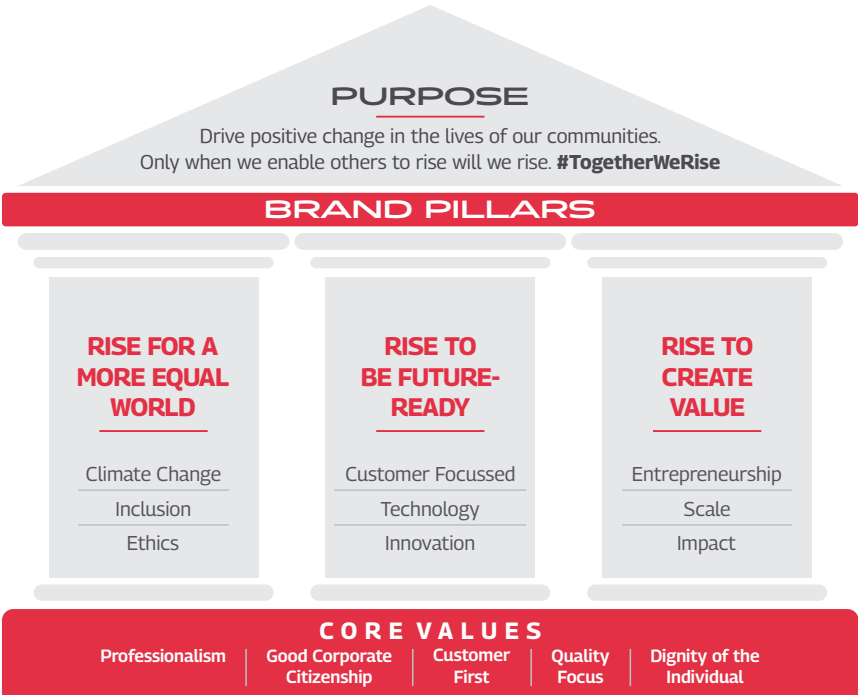 PURPOSE
Drive positive change in the lives of our communities.
Only when we enable others to rise will we rise. #TogetherWeRise
BRAND PILLARS
RISE FOR A
MORE EQUAL
WORLD
Climate Change
Inclusion
Ethics
RISE TO
BE FUTURE-
READY
Customer Focussed
Technology
Innovation
RISE TO
CREATE
VALUE
Entrepreneurship
Scale
Impact
CORE VALUES
Professionalism
Good Corporate
Citizenship
Customer
First
Quality
Focus
Dignity of the
Individual